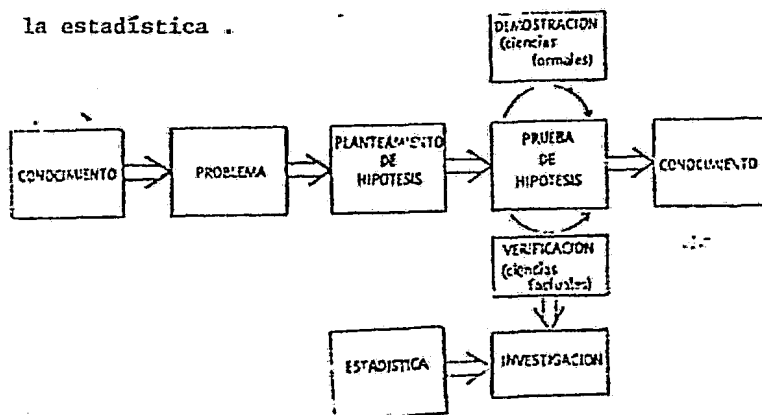 la estadística .
DEMOSTRACION
(ciencias
formales)
CONOCIMIENTO
PROBLEMA
PLANTEAMIENTO
DE
HIPOTESIS
PRUEBA
DE
HIPOTESIS
CONOCIMIENTO
VERIFICACION
(ciencias
factuales)
ESTADISTICA
INVESTIGACION